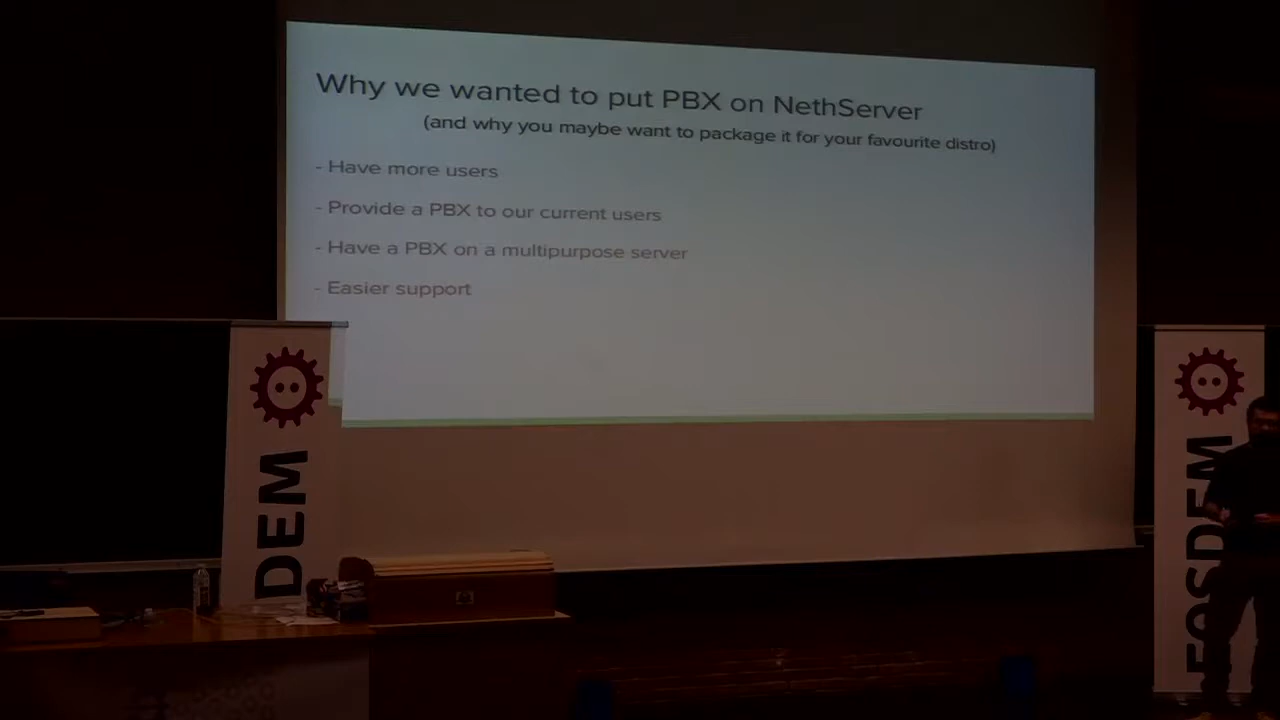 Why we wanted to put PBX on NethServer
(and why you maybe want to package it for your favourite distro)
- Have more users
- Provide a PBX to our current users
- Have a PBX on a multipurpose server
- Easier support
DEM
FOSDEM